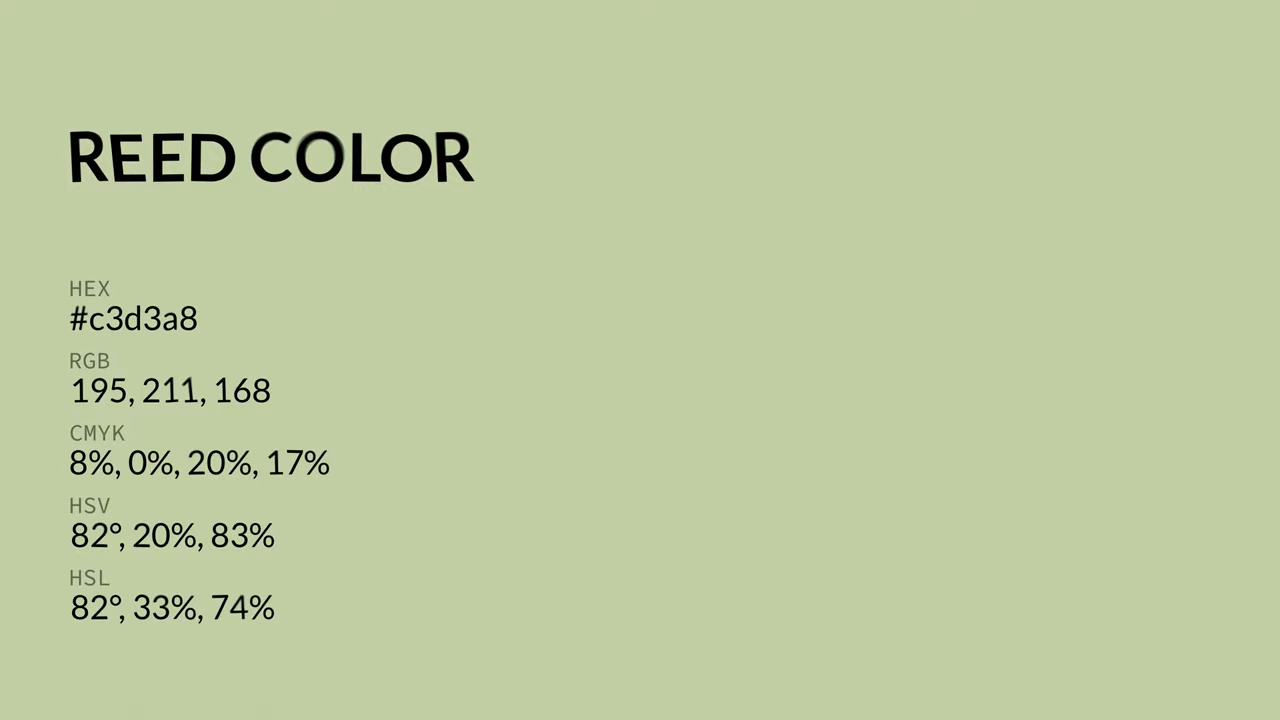 REED COLOR
HEX
#c3d3a8
RGB
195, 211, 168
CMYK
8%, 0%, 20%, 17%
HSV
82°, 20%, 83%
HSL
82°, 33%, 74%